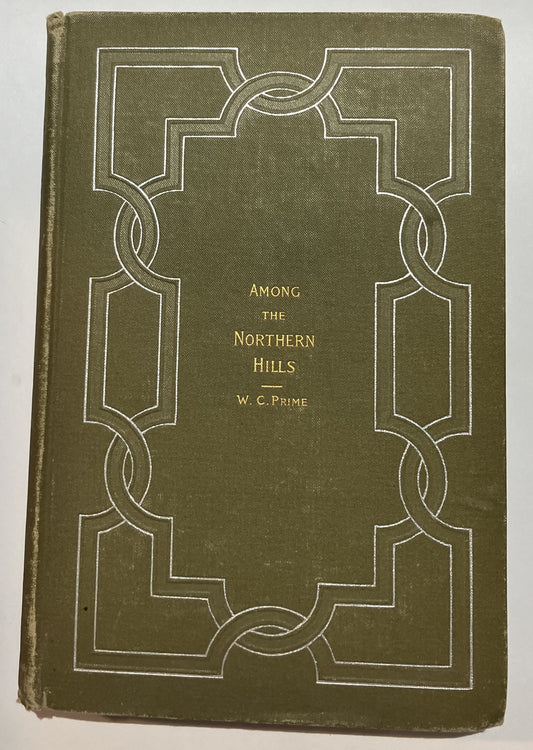 Among
the
Northern
Hills
W. C. Prime